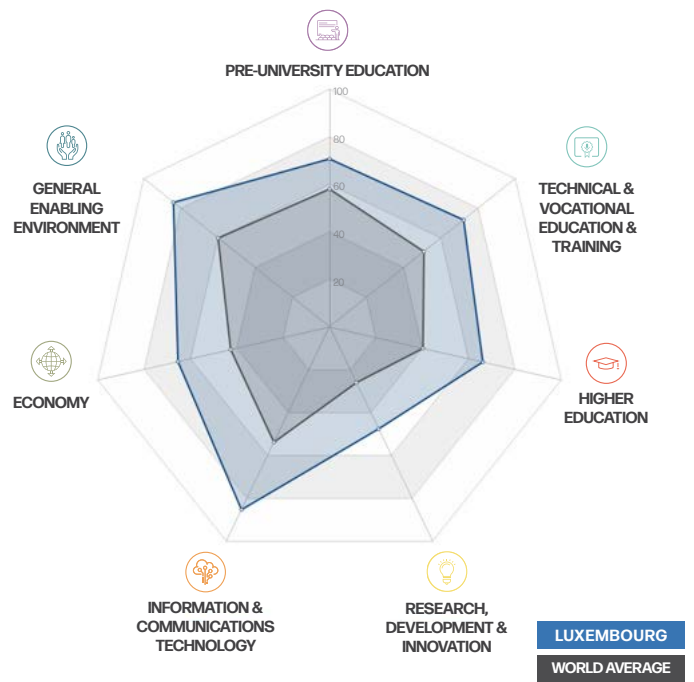 PRE-UNIVERSITY EDUCATION
100
80
60
40
20
GENERAL
ENABLING
ENVIRONMENT
TECHNICAL &
VOCATIONAL
EDUCATION &
TRAINING
ECONOMY
HIGHER
EDUCATION
INFORMATION &
COMMUNICATIONS
TECHNOLOGY
RESEARCH,
DEVELOPMENT &
INNOVATION
LUXEMBOURG
WORLD AVERAGE